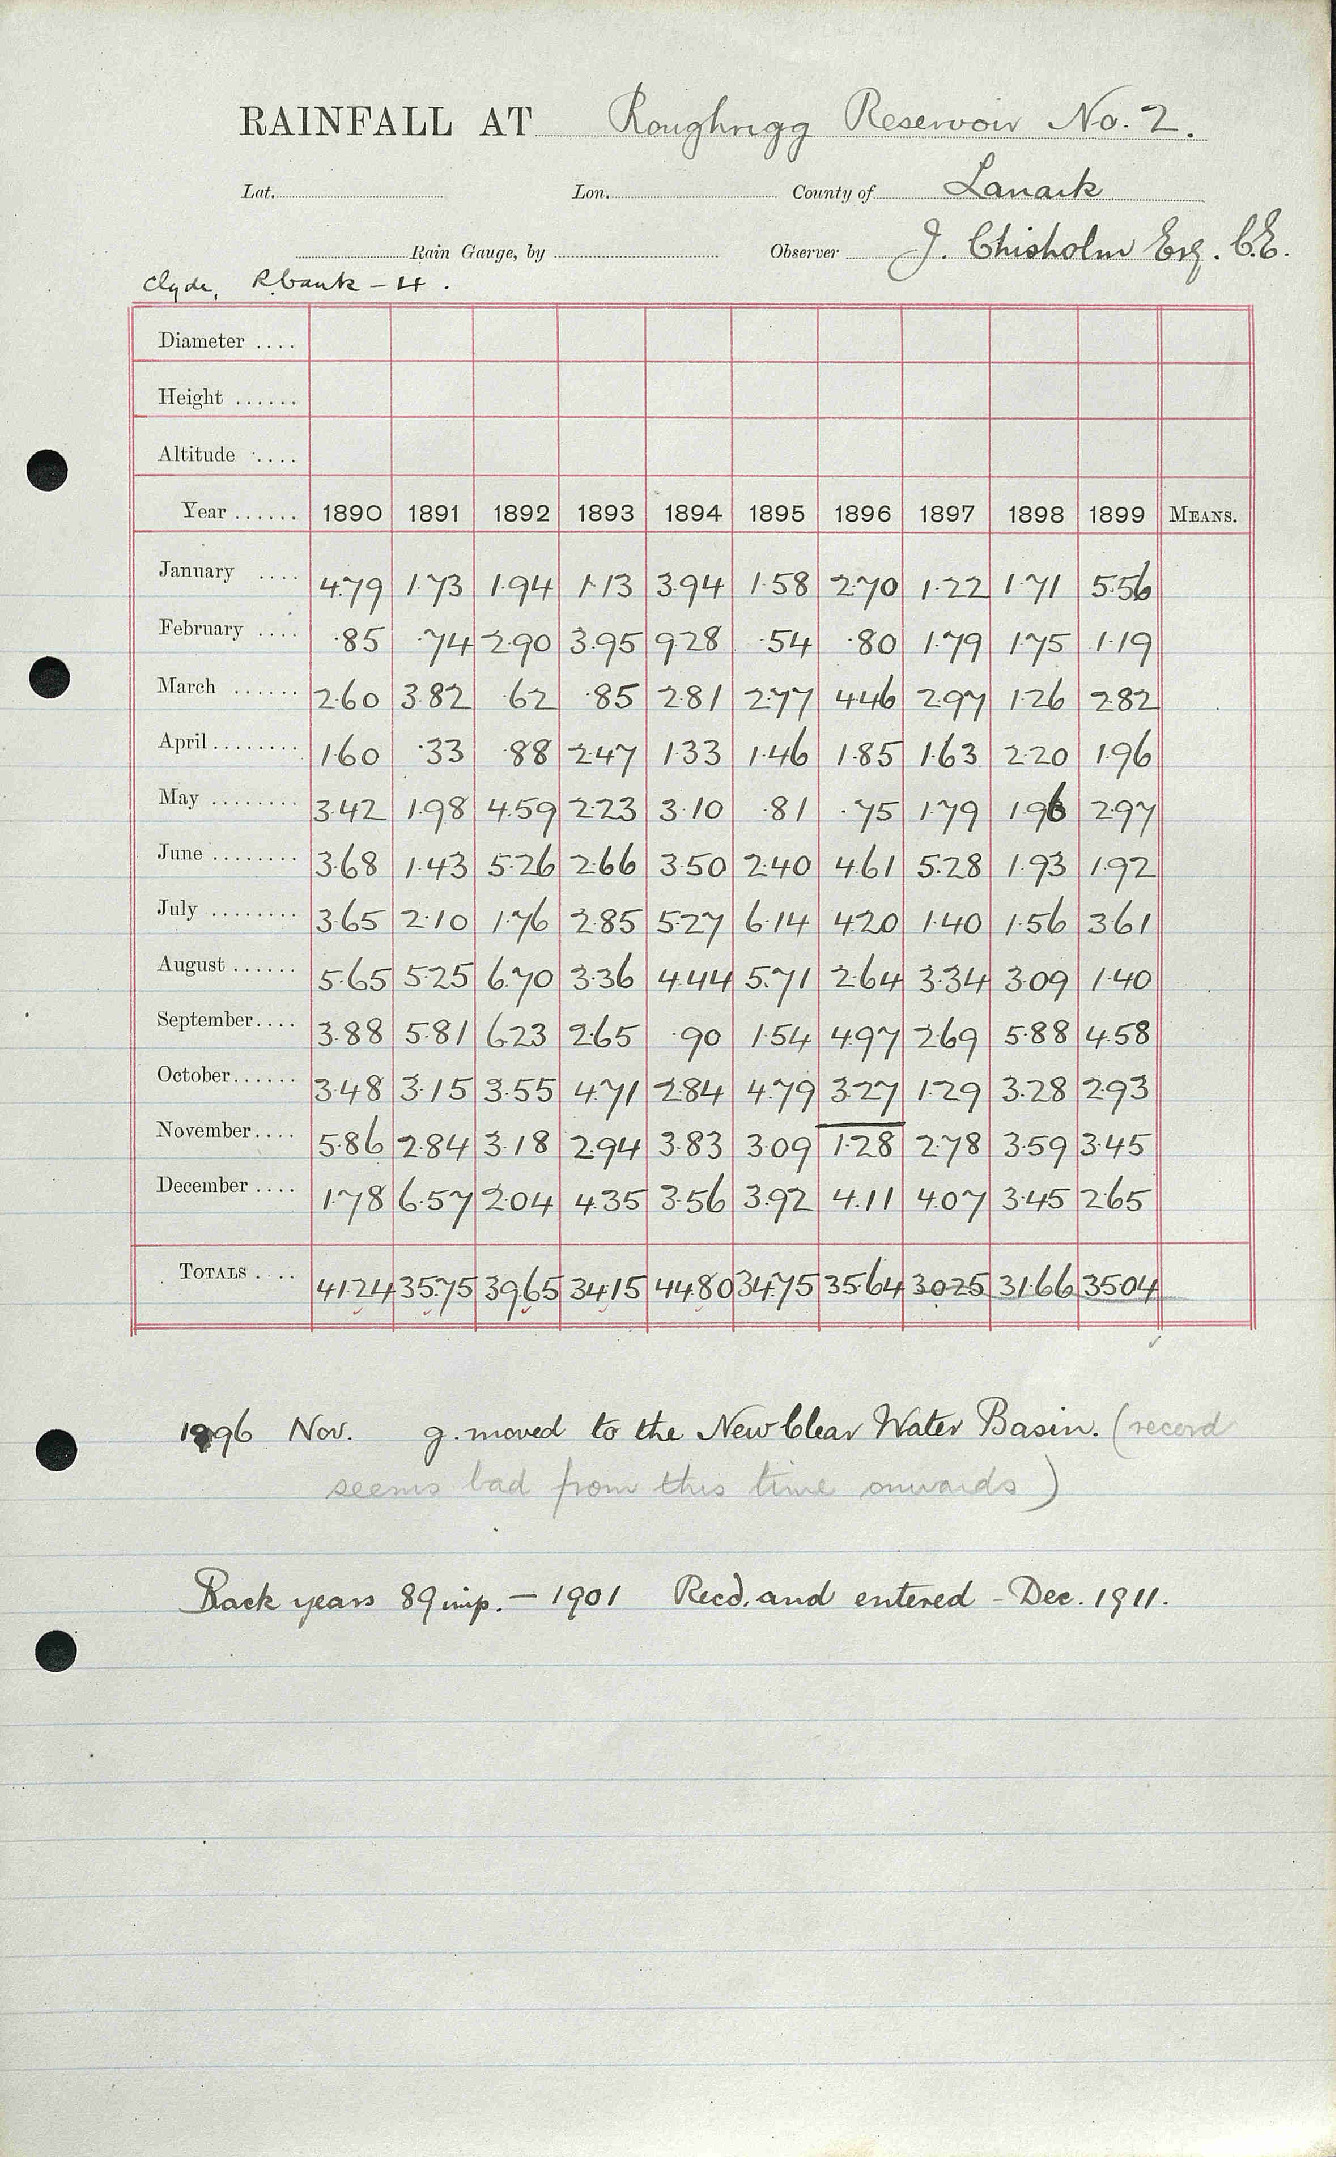 RAINFALL AT Roughrigg Reservoir No. 2.
Lat. Lon. County of Lanark
Rain Gauge, by Observer J. Chisholm Esq. C.E.
Clyde, R.bank - 4.
Diameter ....
Height ......
Altitude ....
Year ...... 1890 1891 1892 1893 1894 1895 1896 1897 1898 1899 MEANS.
January .... 4.79 1.73 1.94 1.13 3.94 1.58 2.70 1.22 1.71 5.56
February .... .85 .74 2.90 3.95 9.28 .54 .80 1.79 1.75 1.19
March ...... 2.60 3.82 .62 .85 2.81 2.77 4.46 2.97 1.26 2.82
April ........ 1.60 .33 .88 2.47 1.33 1.46 1.85 1.63 2.20 1.96
May ........ 3.42 1.98 4.59 2.23 3.10 .81 .75 1.79 1.96 2.97
June ........ 3.68 1.43 5.26 2.66 3.50 2.40 4.61 5.28 1.93 1.92
July ........ 3.65 2.10 1.76 2.85 5.27 6.14 4.20 1.40 1.56 3.61
August ...... 5.65 5.25 6.70 3.36 4.44 5.71 2.64 3.34 3.09 1.40
September .... 3.88 5.81 6.23 2.65 .90 1.54 4.97 2.69 5.88 4.58
October ...... 3.48 3.15 3.55 4.71 2.84 4.79 3.27 1.29 3.28 2.93
November .... 5.86 2.84 3.18 2.94 3.83 3.09 1.28 2.78 3.59 3.45
December .... 1.78 6.57 2.04 4.35 3.56 3.92 4.11 4.07 3.45 2.65
TOTALS .... 41.24 35.75 39.65 34.15 44.80 34.75 35.64 30.25 31.66 35.04
1896 Nov. g. moved to the New Clear Water Basin. (record
seems bad from this time onwards)
Back years 89 imp. - 1901 Recd. and entered - Dec. 1911.